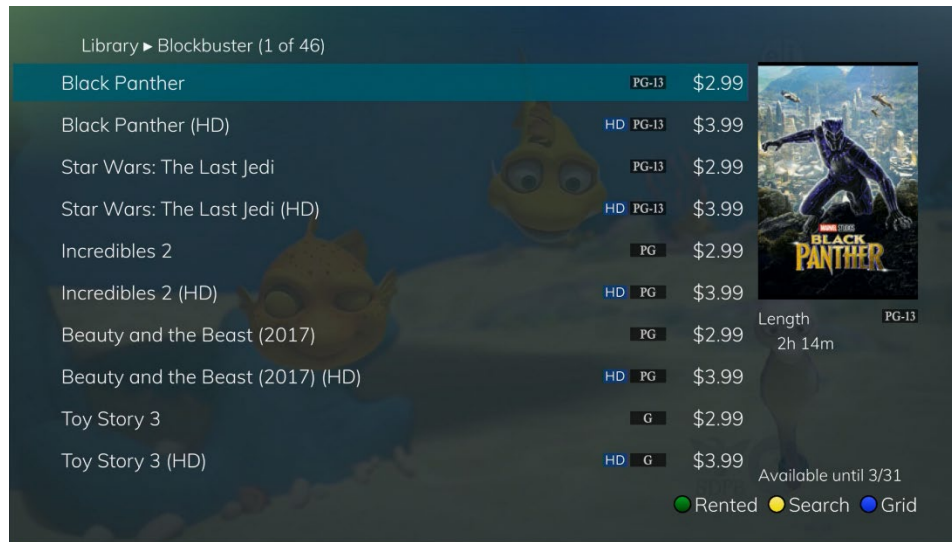 Library ▸ Blockbuster (1 of 46)
Black Panther PG-13 $2.99
Black Panther (HD) HD PG-13 $3.99
Star Wars: The Last Jedi PG-13 $2.99
Star Wars: The Last Jedi (HD) HD PG-13 $3.99
Incredibles 2 PG $2.99
Incredibles 2 (HD) HD PG $3.99
Beauty and the Beast (2017) PG $2.99
Beauty and the Beast (2017) (HD) HD PG $3.99
Toy Story 3 G $2.99
Toy Story 3 (HD) HD G $3.99
MARVEL STUDIOS
BLACK
PANTHER
Length PG-13
2h 14m
Available until 3/31
Rented Search Grid